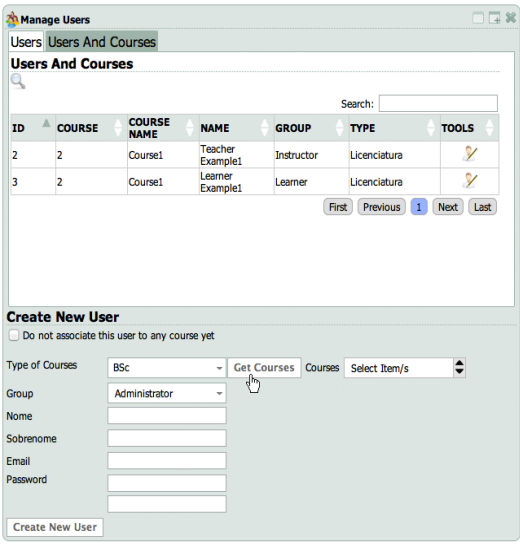 Manage Users
Users Users And Courses
Users And Courses
Search:
ID COURSE COURSE NAME NAME GROUP TYPE TOOLS
2 2 Course1 Teacher Example1 Instructor Licenciatura
3 2 Course1 Learner Example1 Learner Licenciatura
First Previous 1 Next Last
Create New User
Do not associate this user to any course yet
Type of Courses BSc Get Courses Courses Select Item/s
Group Administrator
Nome
Sobrenome
Email
Password
Create New User